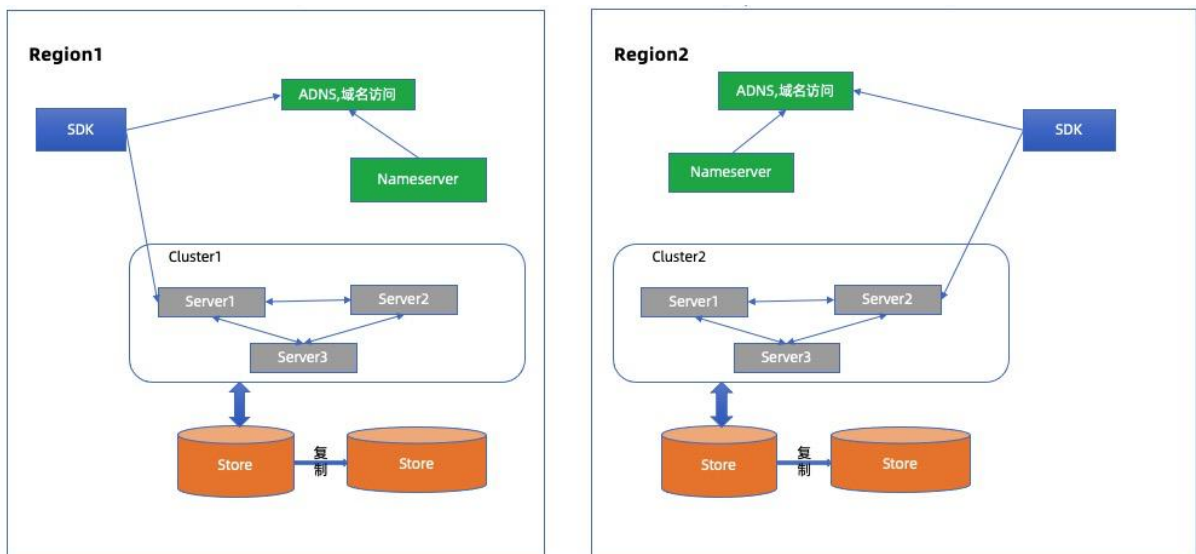 Region1
ADNS,域名访问
SDK
Nameserver
Cluster1
Server1
Server2
Server3
Store
复
制
Store
Region2
ADNS,域名访问
SDK
Nameserver
Cluster2
Server1
Server2
Server3
Store
复
制
Store